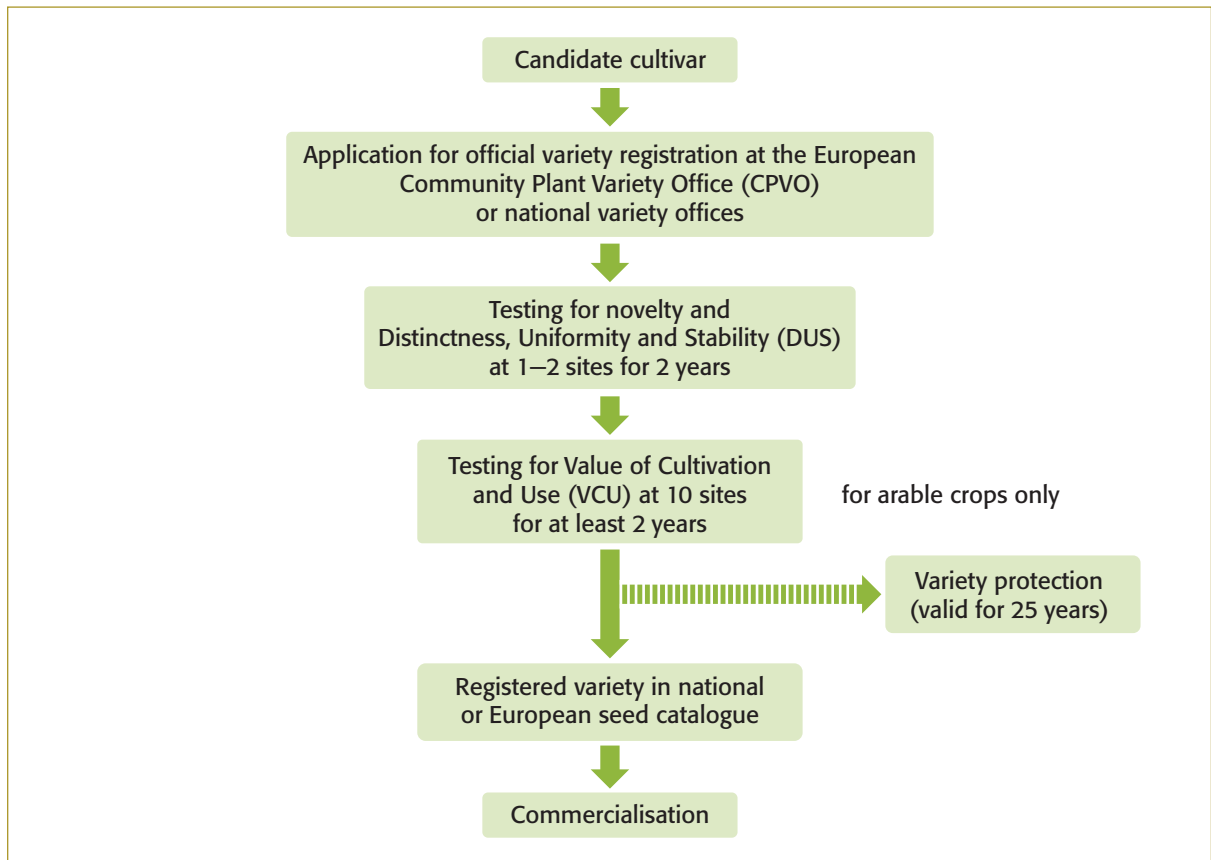 Candidate cultivar
Application for official variety registration at the European
Community Plant Variety Office (CPVO)
or national variety offices
Testing for novelty and
Distinctness, Uniformity and Stability (DUS)
at 1—2 sites for 2 years
Testing for Value of Cultivation
and Use (VCU) at 10 sites
for at least 2 years
for arable crops only
Variety protection
(valid for 25 years)
Registered variety in national
or European seed catalogue
Commercialisation